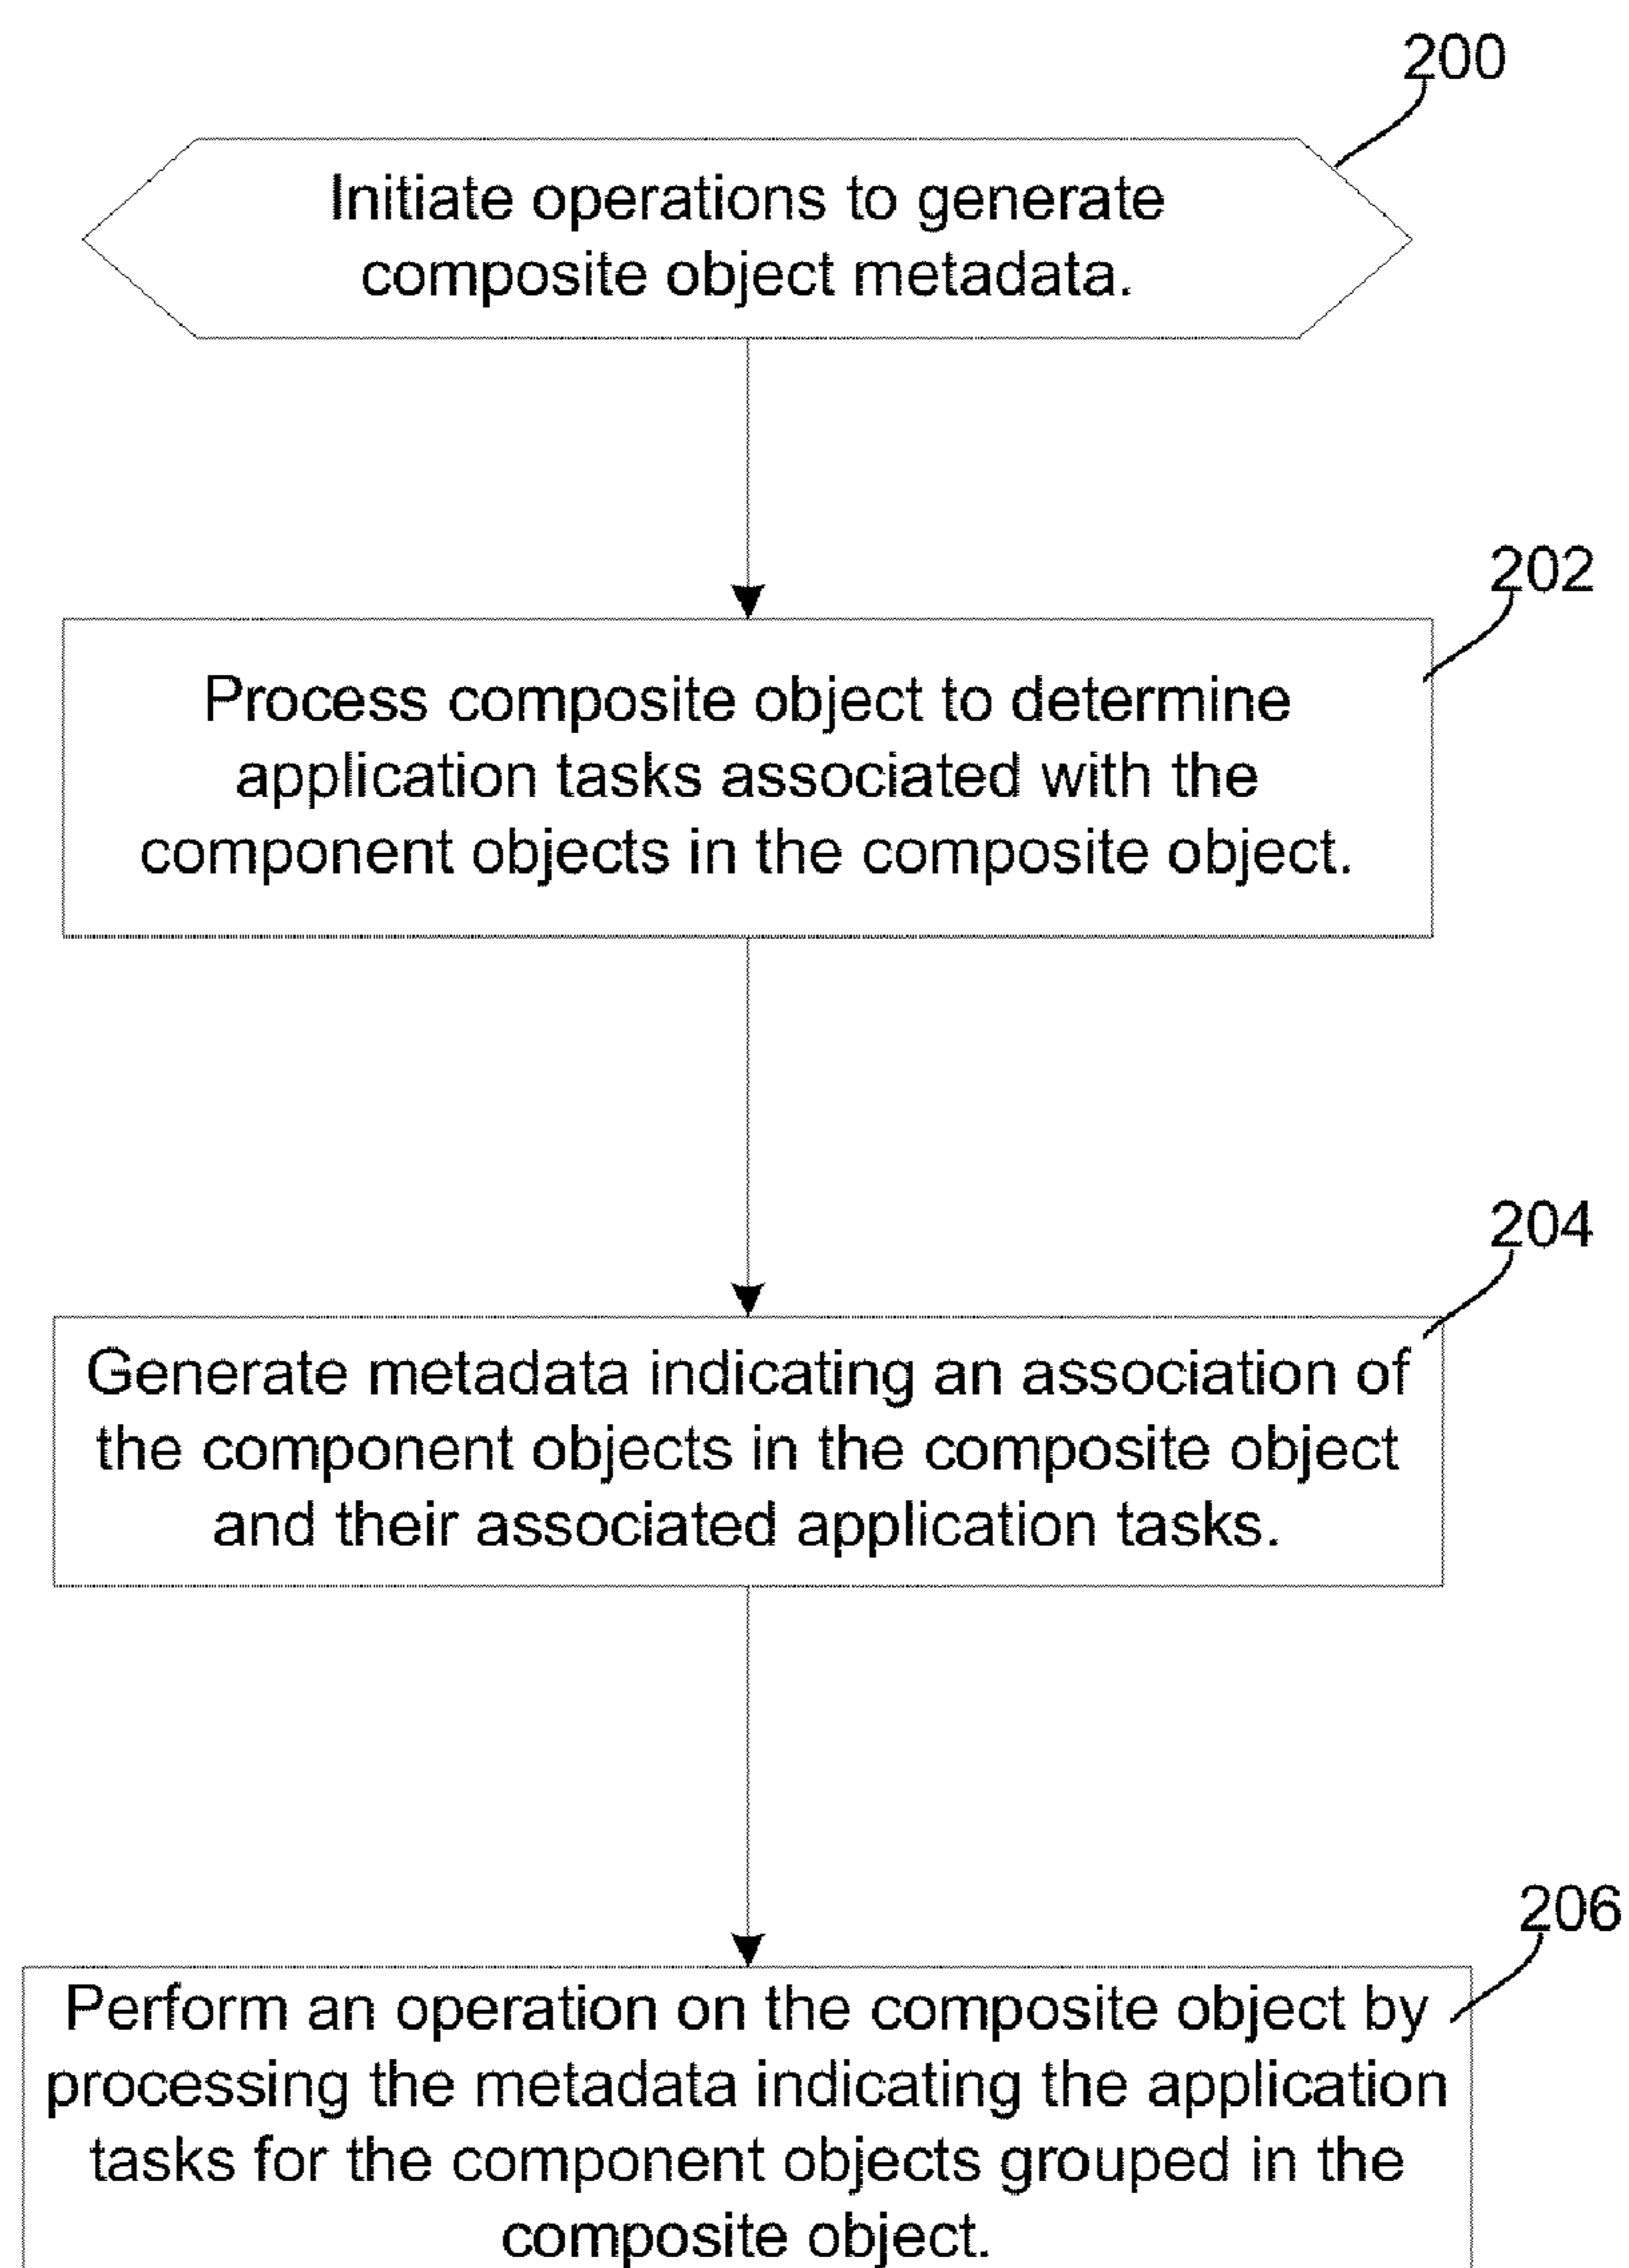 200
Initiate operations to generate
composite object metadata.
202
Process composite object to determine
application tasks associated with the
component objects in the composite object.
204
Generate metadata indicating an association of
the component objects in the composite object
and their associated application tasks.
206
Perform an operation on the composite object by
processing the metadata indicating the application
tasks for the component objects grouped in the
composite object.